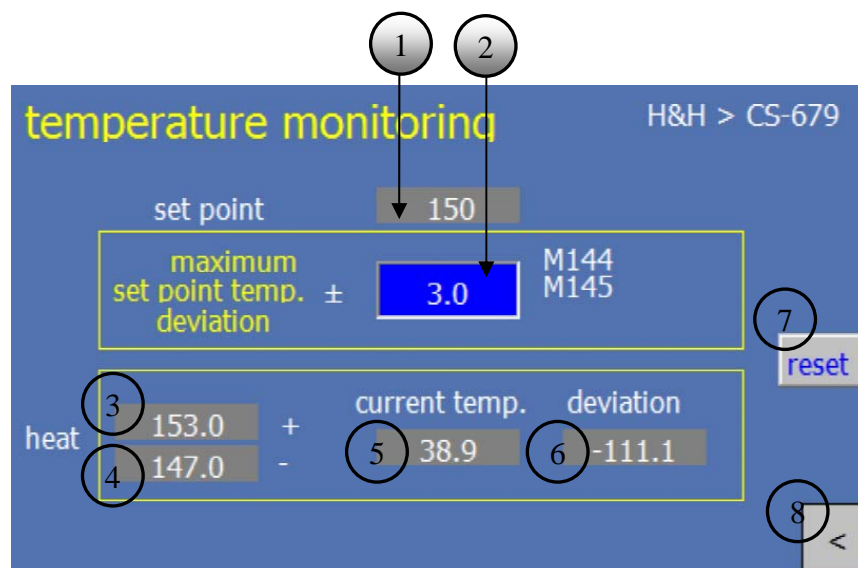 1 2
temperature monitoring H&H > CS-679
set point 150
maximum
set point temp. ± 3.0 M144
deviation M145
7
reset
current temp. deviation
3 153.0 +
heat 5 38.9 6 -111.1
4 147.0 -
8
<